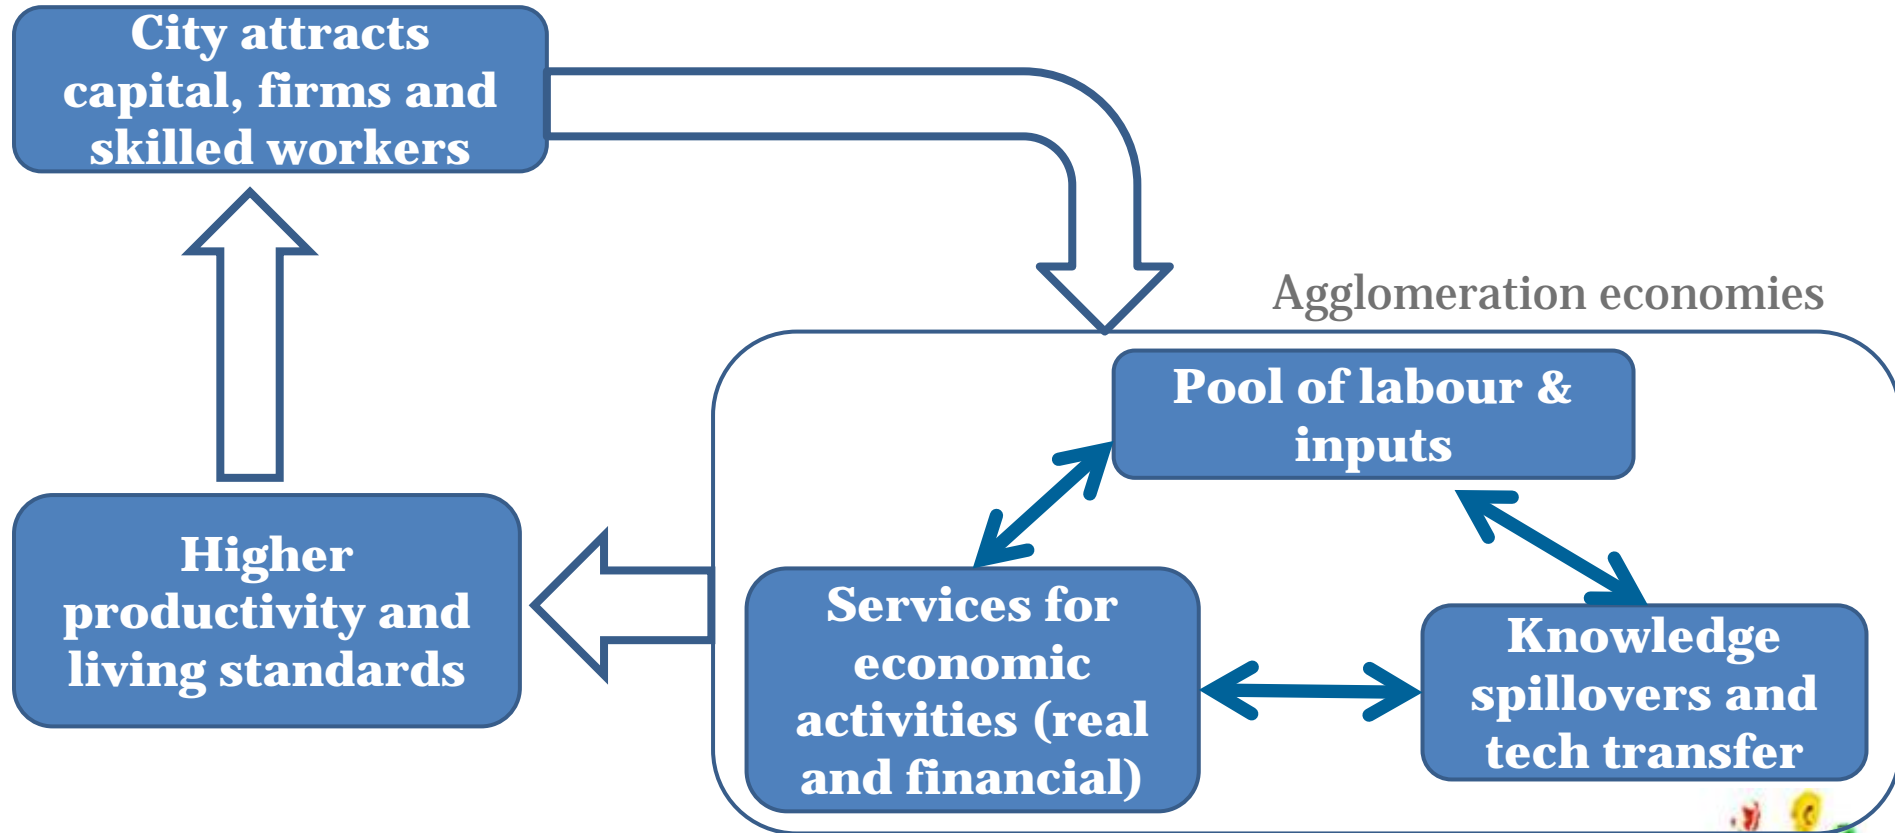 City attracts
capital, firms and
skilled workers
Agglomeration economies
Pool of labour &
inputs
Higher
productivity and
living standards
Services for
economic
activities (real
and financial)
Knowledge
spillovers and
tech transfer